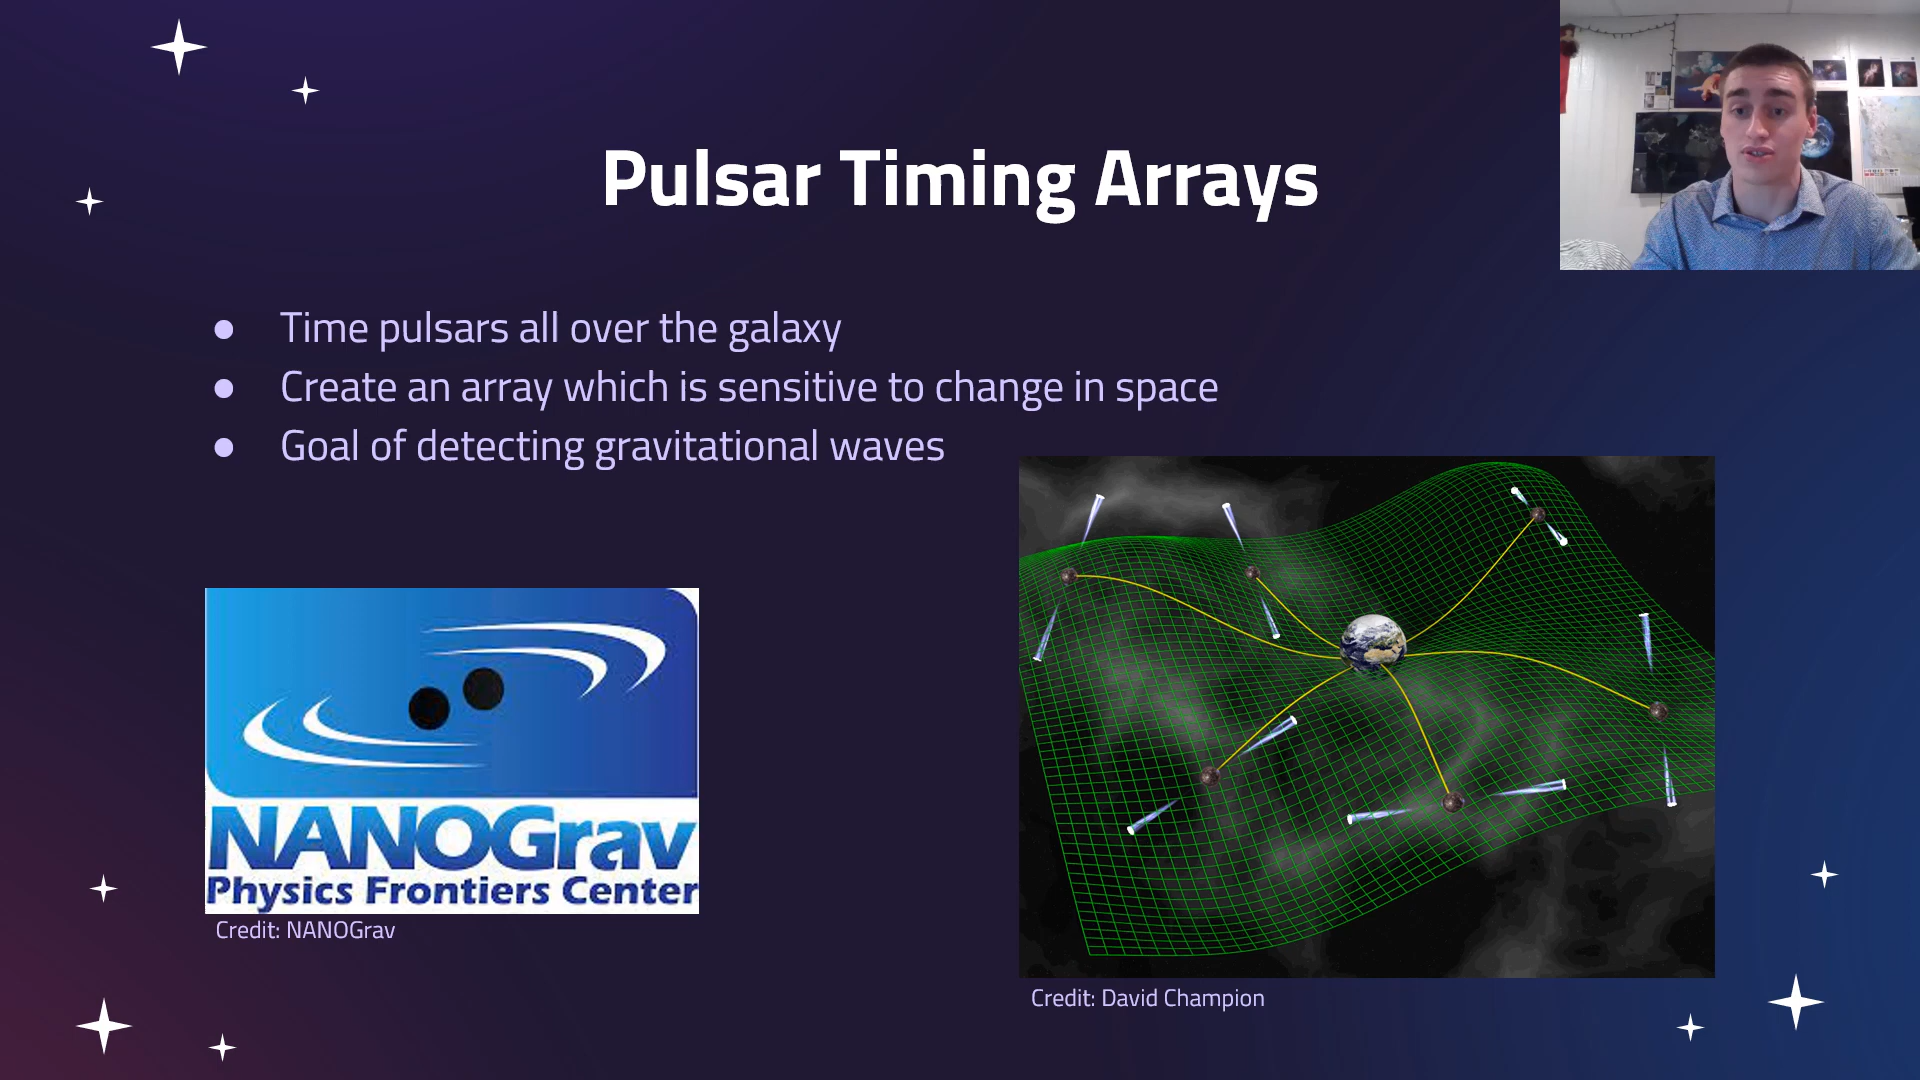 Pulsar Timing Arrays
● Time pulsars all over the galaxy
● Create an array which is sensitive to change in space
● Goal of detecting gravitational waves
NANOGrav
Physics Frontiers Center
Credit: NANOGrav
Credit: David Champion